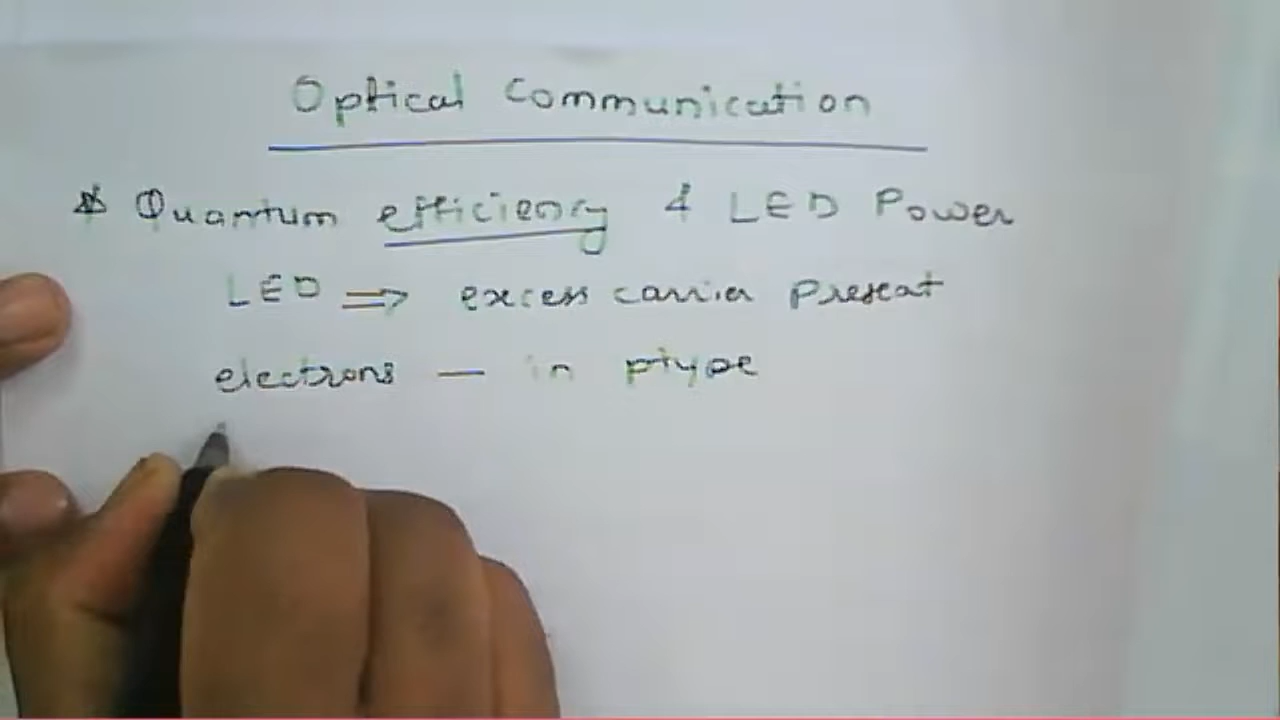 Optical Communication
* Quantum efficiency & LED Power
LED => excess carrier present
electrons — in ptype